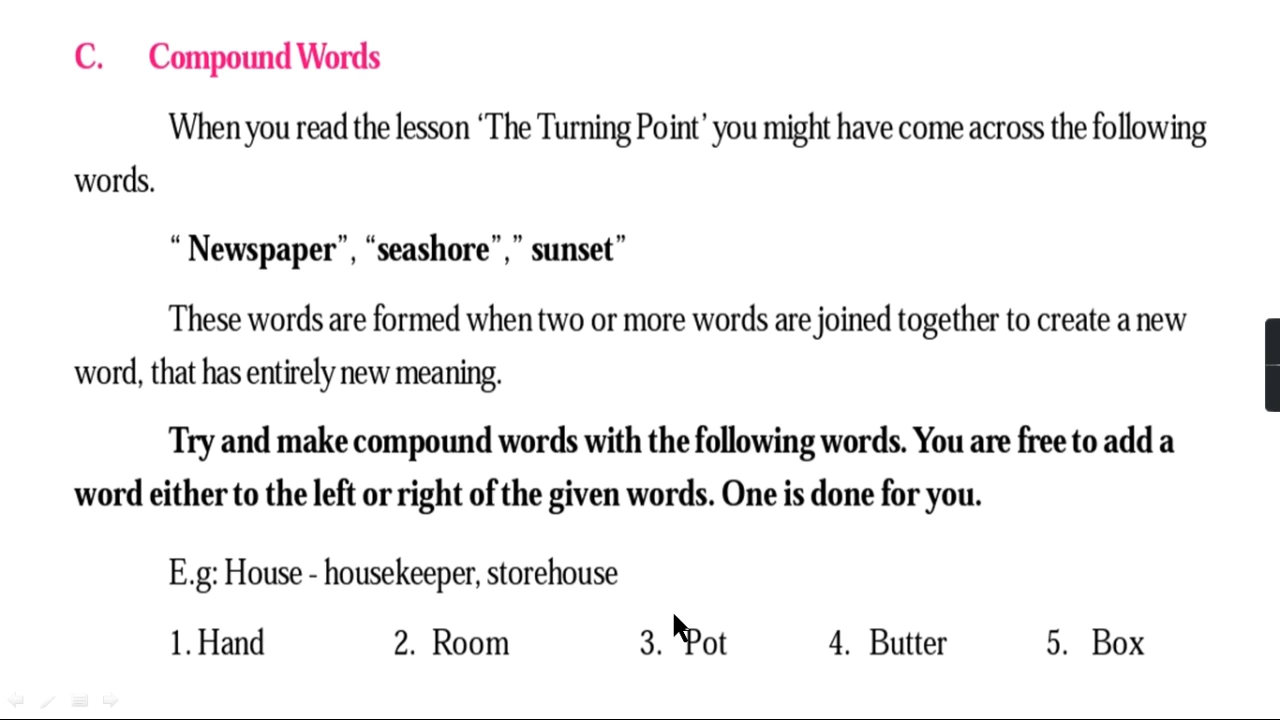 C. Compound Words
When you read the lesson ‘The Turning Point’ you might have come across the following
words.
“ Newspaper”, “seashore”,” sunset”
These words are formed when two or more words are joined together to create a new
word, that has entirely new meaning.
Try and make compound words with the following words. You are free to add a
word either to the left or right of the given words. One is done for you.
E.g: House - housekeeper, storehouse
1. Hand 2. Room 3. Pot 4. Butter 5. Box